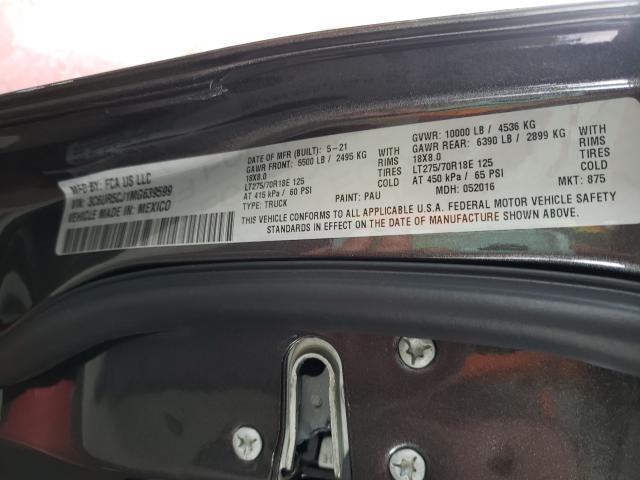 MFD. BY: FCA US LLC
VIN: 3C6UR5CJ1MG639599
VEHICLE MADE IN: MEXICO
DATE OF MFR (BUILT): 5-21
GAWR FRONT: 5500 LB / 2495 KG WITH
18X8.0 RIMS
LT275/70R18E 125 TIRES
AT 415 kPa / 60 PSI COLD
TYPE: TRUCK PAINT: PAU
GVWR: 10000 LB / 4536 KG
GAWR REAR: 6390 LB / 2899 KG WITH
18X8.0 RIMS
LT275/70R18E 125 TIRES
AT 450 kPa / 65 PSI COLD
MDH: 052016 MKT: 875
THIS VEHICLE CONFORMS TO ALL APPLICABLE U.S.A. FEDERAL MOTOR VEHICLE SAFETY
STANDARDS IN EFFECT ON THE DATE OF MANUFACTURE SHOWN ABOVE